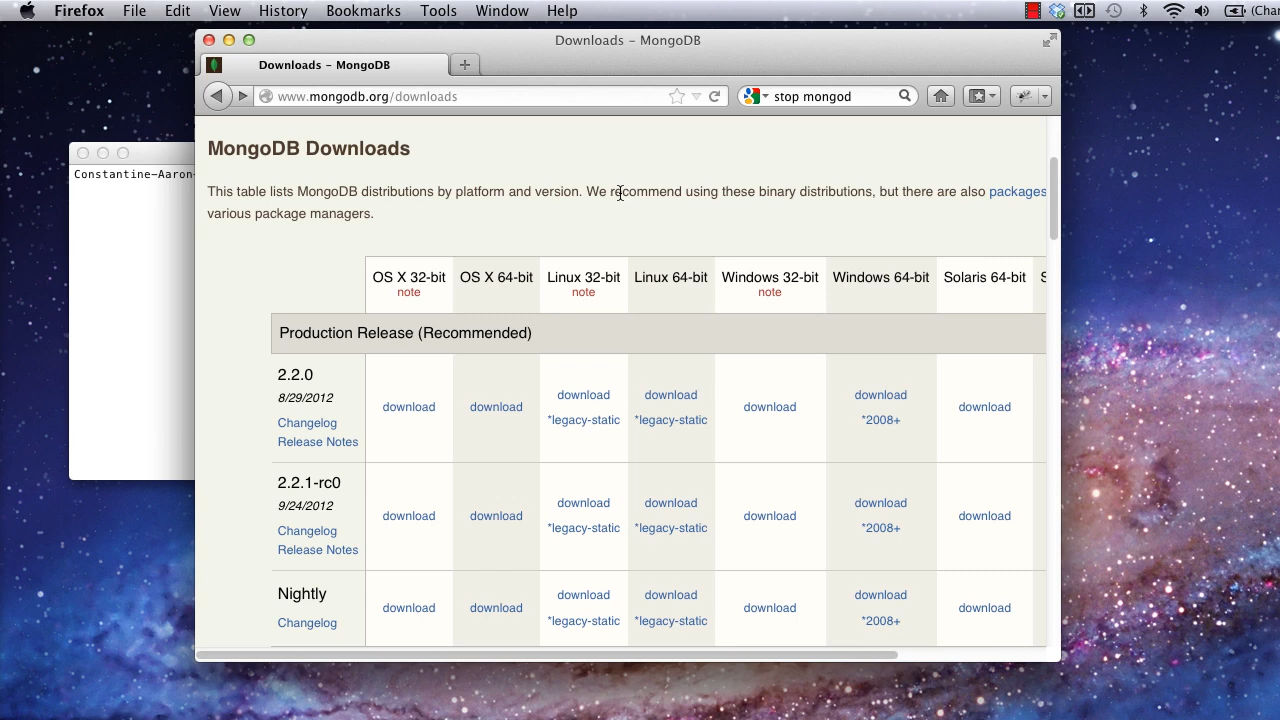 Firefox File Edit View History Bookmarks Tools Window Help (Char
Downloads – MongoDB
Downloads – MongoDB
www.mongodb.org/downloads stop mongod
Constantine-Aaron-
MongoDB Downloads
This table lists MongoDB distributions by platform and version. We recommend using these binary distributions, but there are also packages
various package managers.
OS X 32-bit OS X 64-bit Linux 32-bit Linux 64-bit Windows 32-bit Windows 64-bit Solaris 64-bit S
note note note
Production Release (Recommended)
2.2.0
8/29/2012 download download
download download download download download
Changelog *legacy-static *legacy-static *2008+
Release Notes
2.2.1-rc0
9/24/2012 download download download
download download download download
Changelog *legacy-static *legacy-static *2008+
Release Notes
Nightly download download download
download download download download
Changelog *legacy-static *legacy-static *2008+